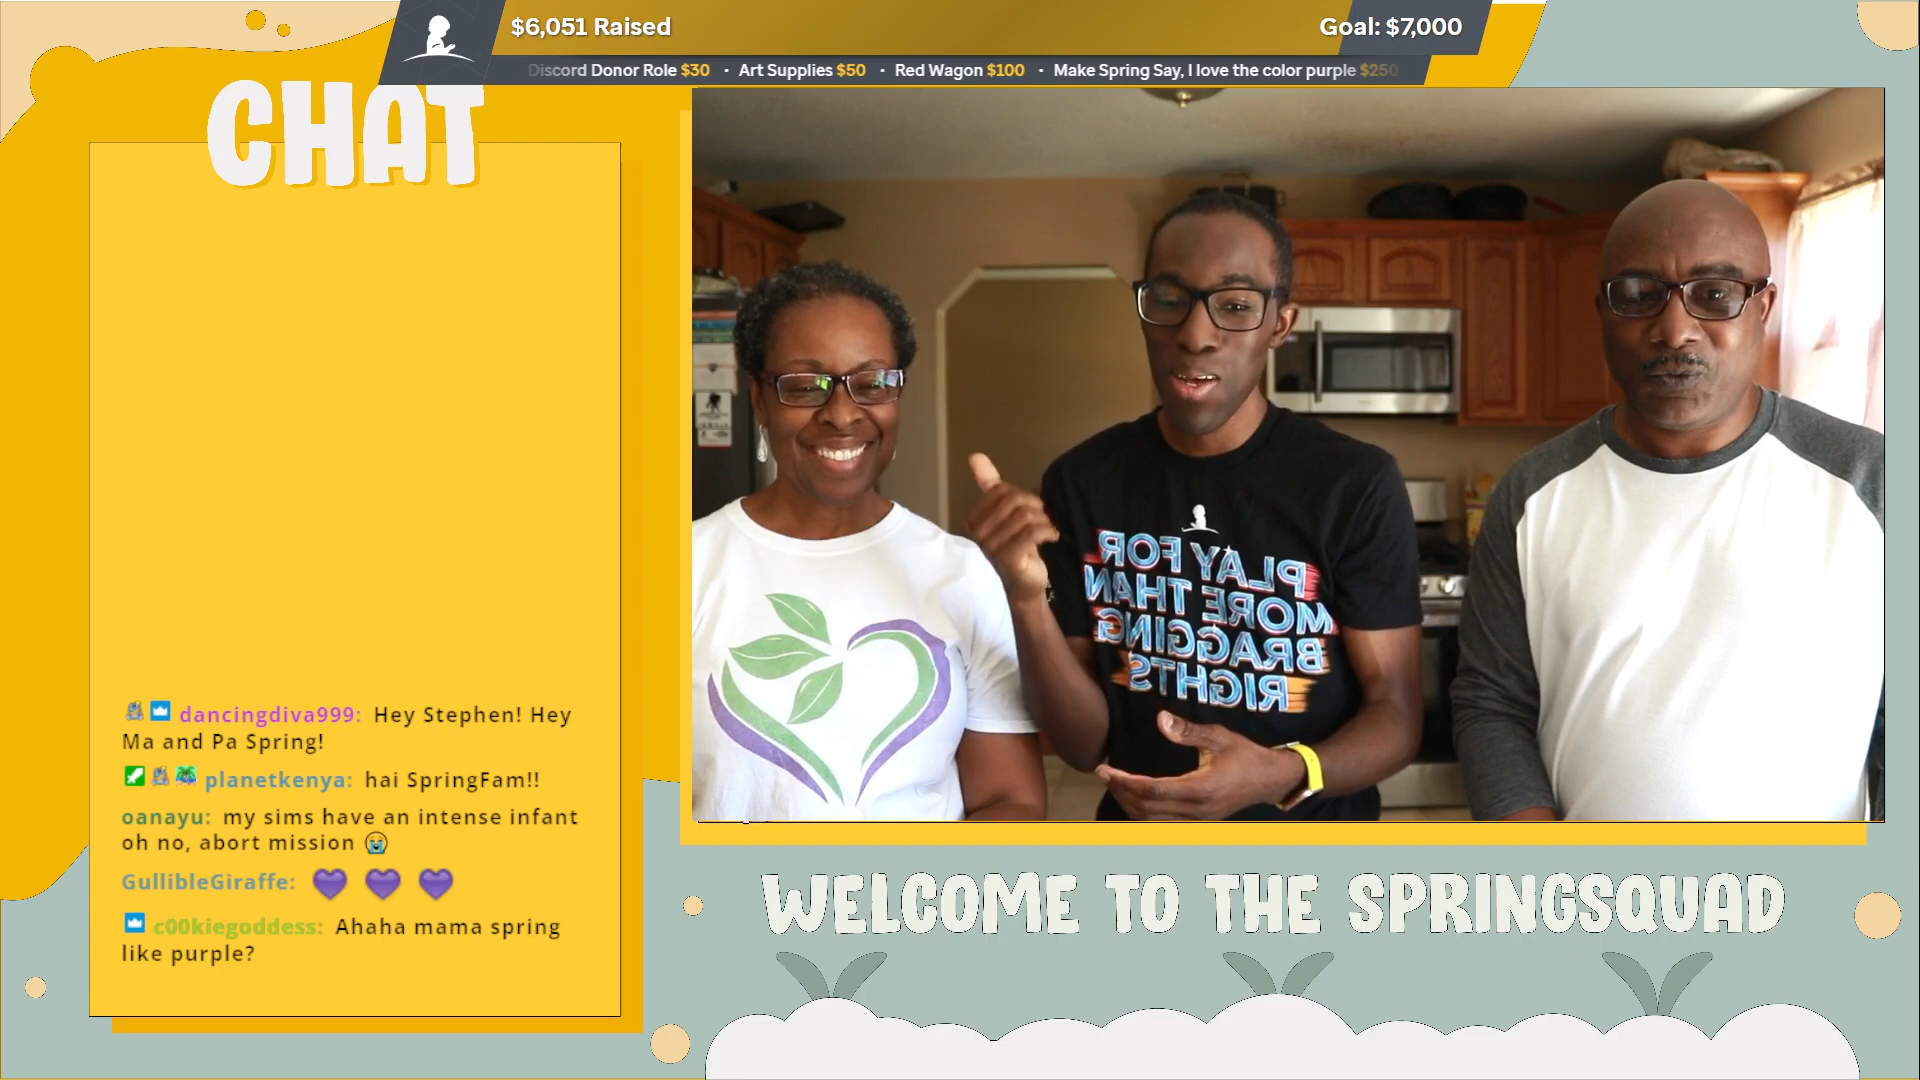 $6,051 Raised
Goal: $7,000
Discord Donor Role $30 • Art Supplies $50 • Red Wagon $100 • Make Spring Say, I love the color purple $250
CHAT
PLAY FOR
MORE THAN
BRAGGING
RIGHTS
dancingdiva999: Hey Stephen! Hey
Ma and Pa Spring!
planetkenya: hai SpringFam!!
oanayu: my sims have an intense infant
oh no, abort mission 😭
GullibleGiraffe: 💜 💜 💜
c00kiegoddess: Ahaha mama spring
like purple?
WELCOME TO THE SPRINGSQUAD